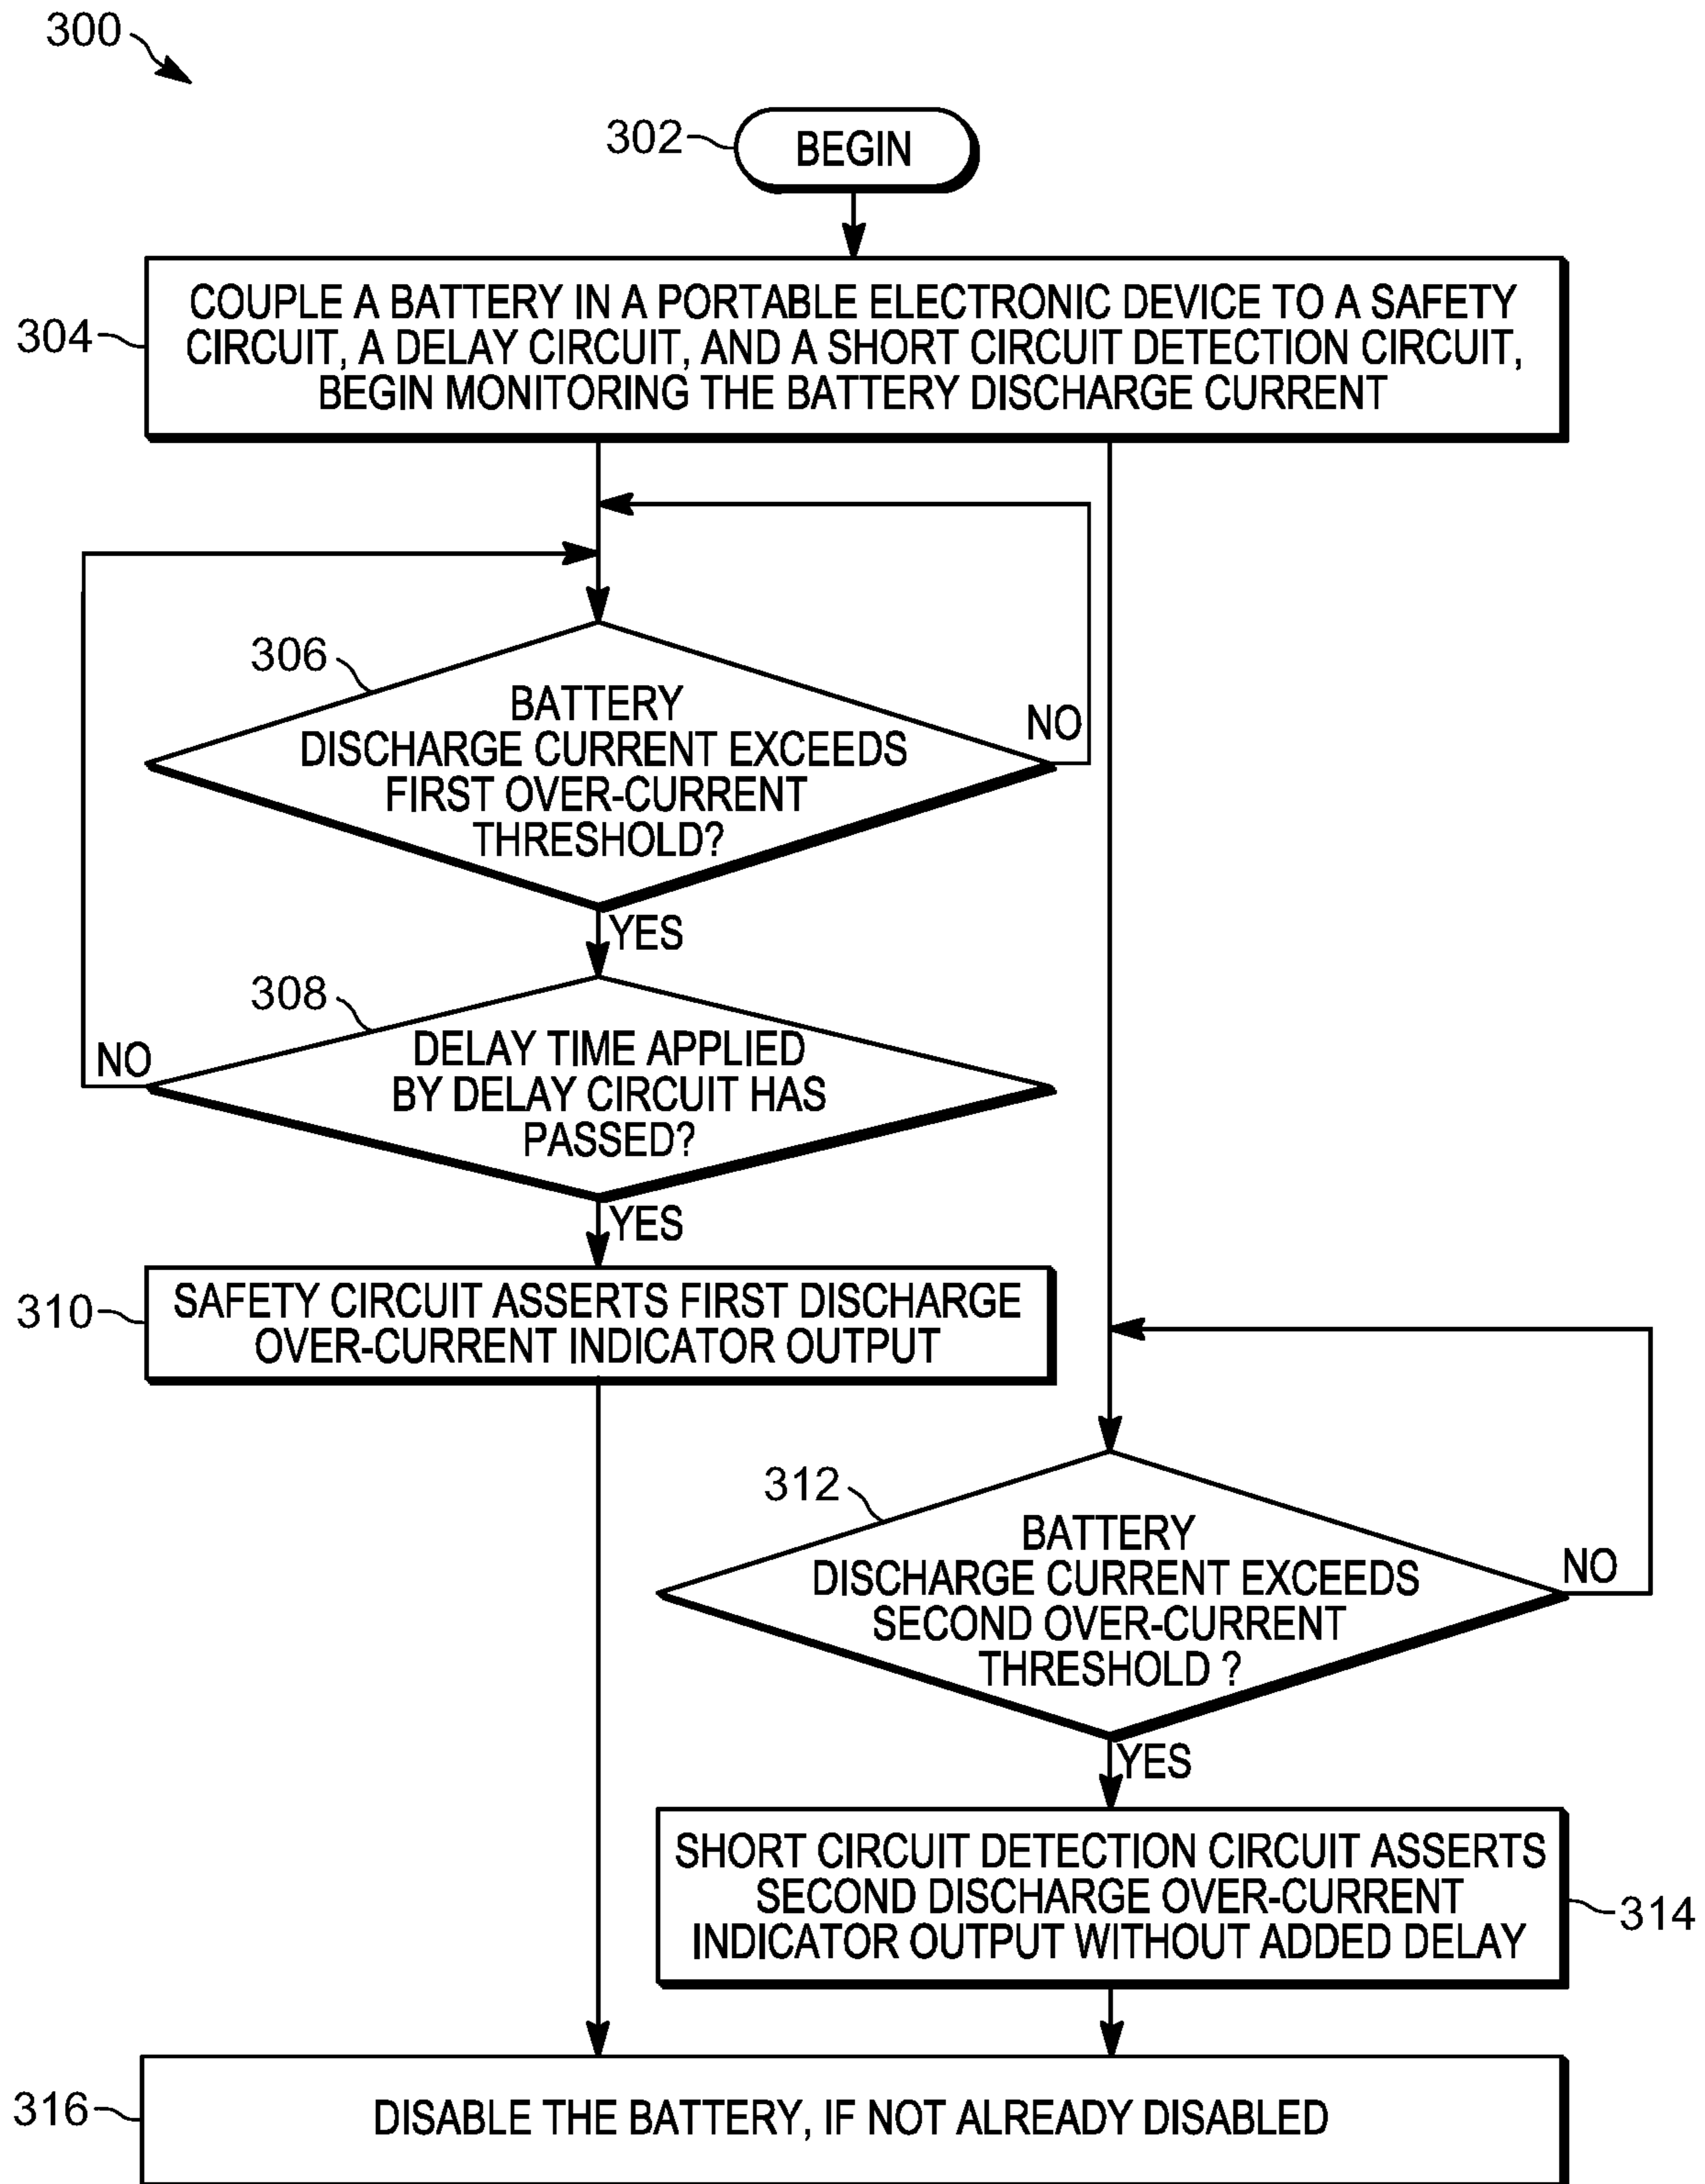 300
302
BEGIN
304
COUPLE A BATTERY IN A PORTABLE ELECTRONIC DEVICE TO A SAFETY
CIRCUIT, A DELAY CIRCUIT, AND A SHORT CIRCUIT DETECTION CIRCUIT,
BEGIN MONITORING THE BATTERY DISCHARGE CURRENT
306
BATTERY
DISCHARGE CURRENT EXCEEDS
FIRST OVER-CURRENT
THRESHOLD?
NO
YES
308
DELAY TIME APPLIED
BY DELAY CIRCUIT HAS
PASSED?
NO
YES
310
SAFETY CIRCUIT ASSERTS FIRST DISCHARGE
OVER-CURRENT INDICATOR OUTPUT
312
BATTERY
DISCHARGE CURRENT EXCEEDS
SECOND OVER-CURRENT
THRESHOLD ?
NO
YES
SHORT CIRCUIT DETECTION CIRCUIT ASSERTS
SECOND DISCHARGE OVER-CURRENT
INDICATOR OUTPUT WITHOUT ADDED DELAY
314
316
DISABLE THE BATTERY, IF NOT ALREADY DISABLED